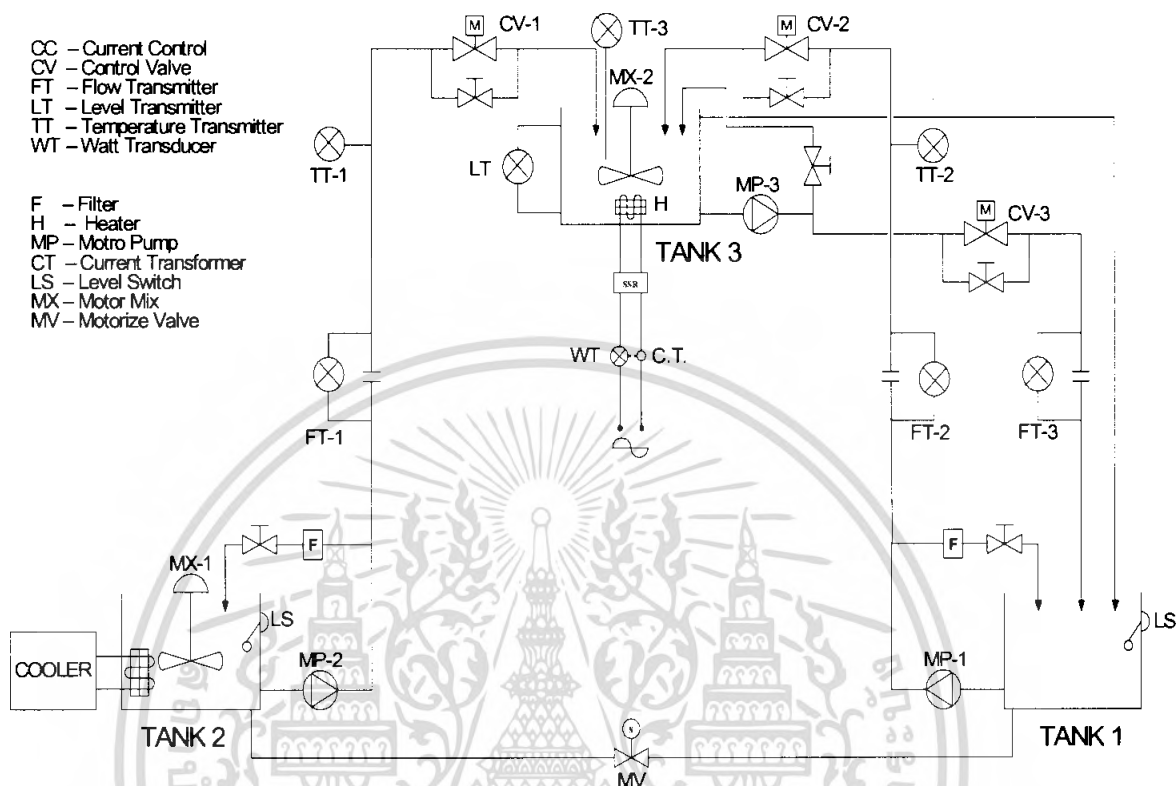 CC – Current Control
CV – Control Valve
FT – Flow Transmitter
LT – Level Transmitter
TT – Temperature Transmitter
WT – Watt Transducer
F – Filter
H – Heater
MP – Motro Pump
CT – Current Transformer
LS – Level Switch
MX – Motor Mix
MV – Motorize Valve
M
CV-1
TT-3
M
CV-2
MX-2
TT-1
LT
MP-3
TT-2
H
M
CV-3
TANK 3
SSR
WT
C.T.
FT-1
FT-2
FT-3
F
F
MX-1
LS
LS
COOLER
MP-2
MP-1
TANK 2
TANK 1
MV